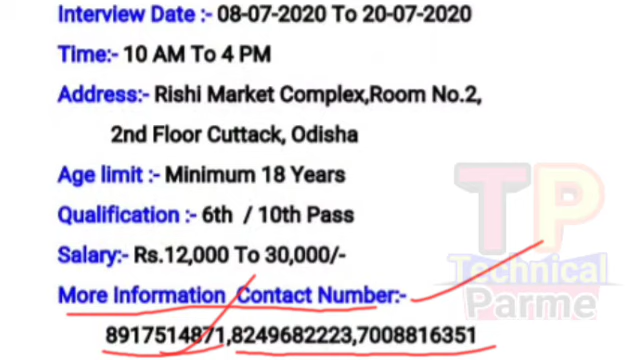 Interview Date :- 08-07-2020 To 20-07-2020
Time:- 10 AM To 4 PM
Address:- Rishi Market Complex,Room No.2,
2nd Floor Cuttack, Odisha
Age limit :- Minimum 18 Years
Qualification :- 6th / 10th Pass
Salary:- Rs.12,000 To 30,000/-
More Information Contact Number:-
8917514871,8249682223,7008816351
TP
Technical
Parme